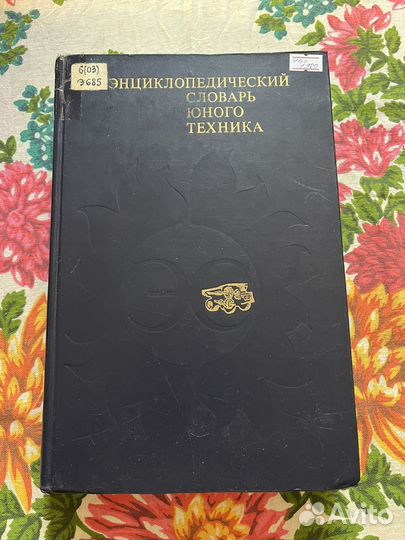 6(03)
Э685
ЭНЦИКЛОПЕДИЧЕСКИЙ
СЛОВАРЬ
ЮНОГО
ТЕХНИКА
Avito